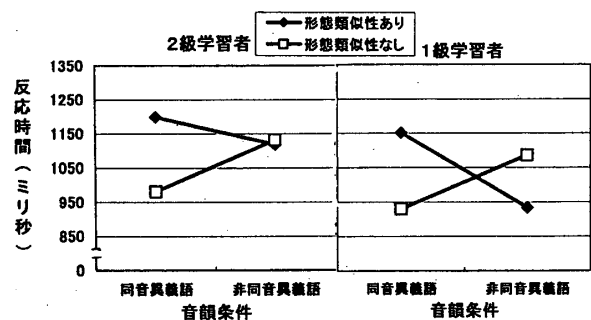 形態類似性あり
形態類似性なし
2級学習者
1級学習者
反応時間(ミリ秒)
1350
1250
1150
1050
950
850
0
同音異義語
非同音異義語
同音異義語
非同音異義語
音韻条件
音韻条件